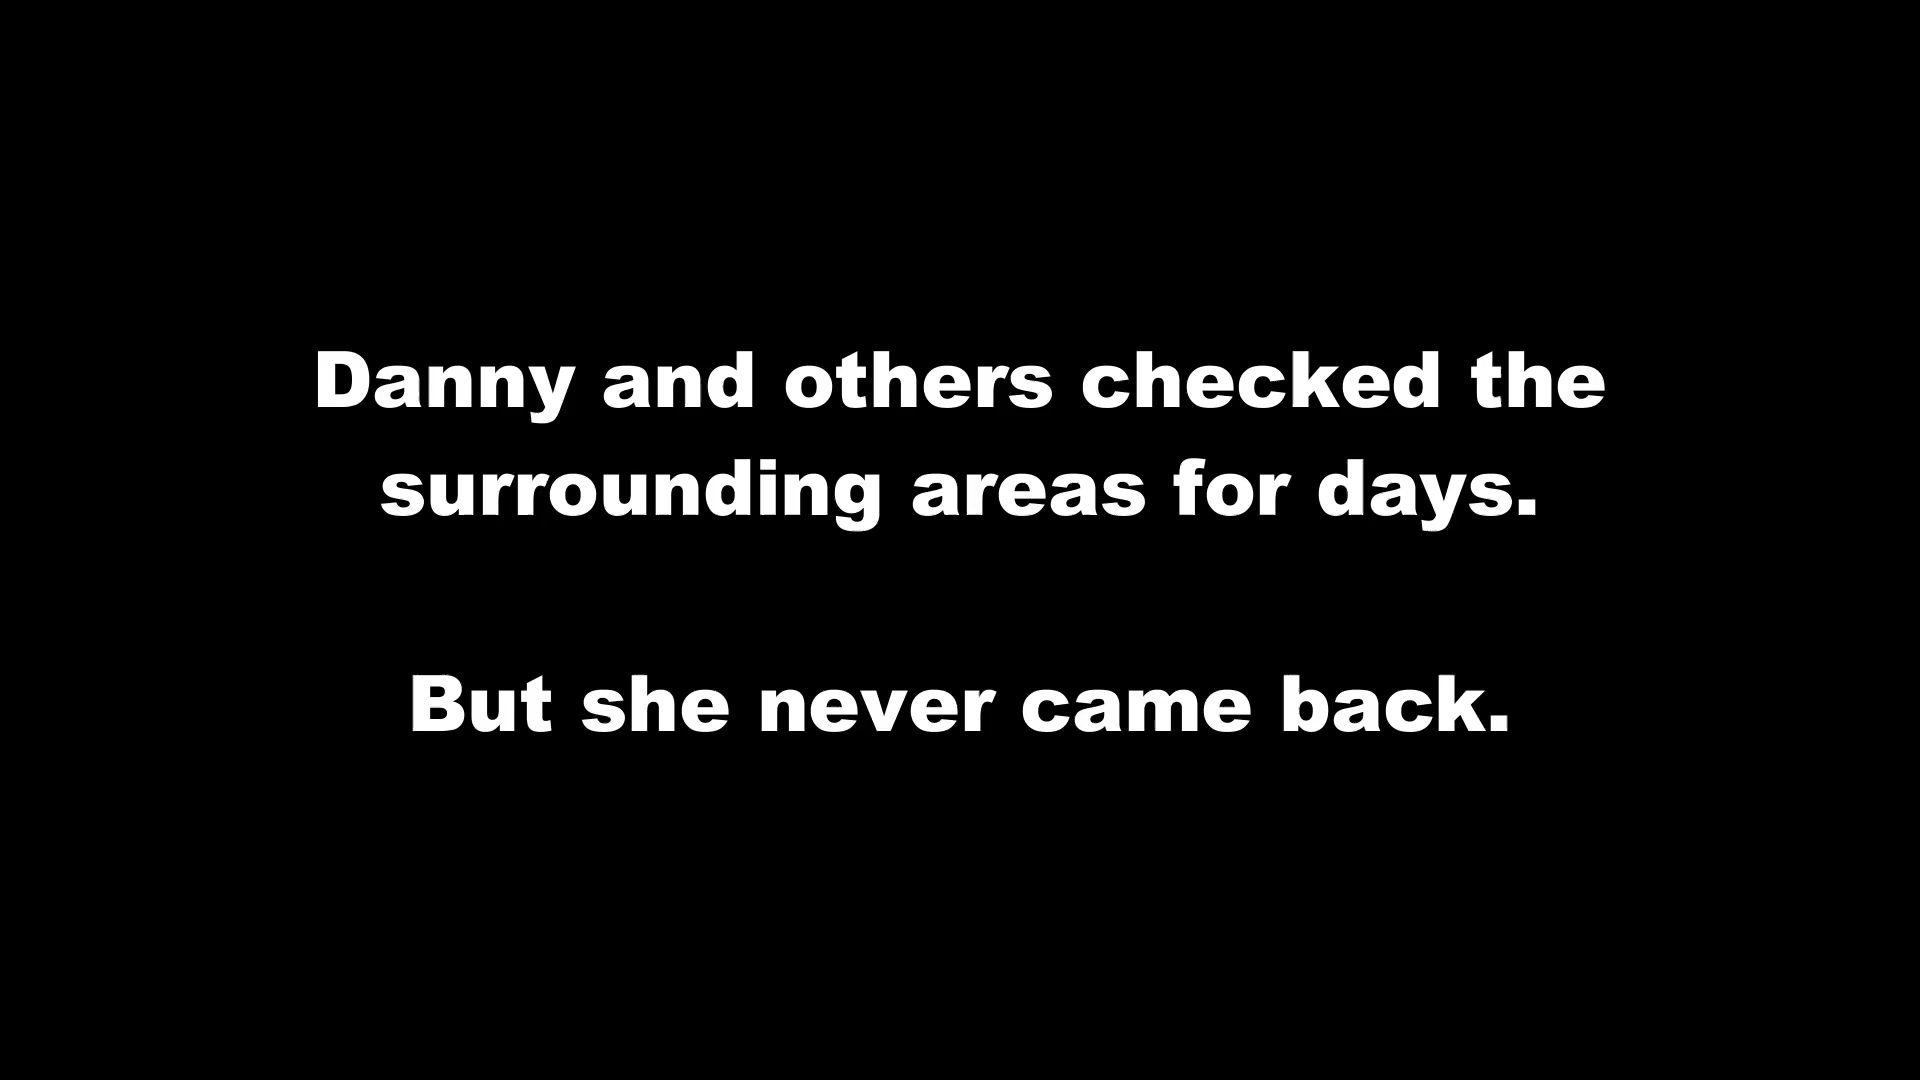 Danny and others checked the
surrounding areas for days.
But she never came back.